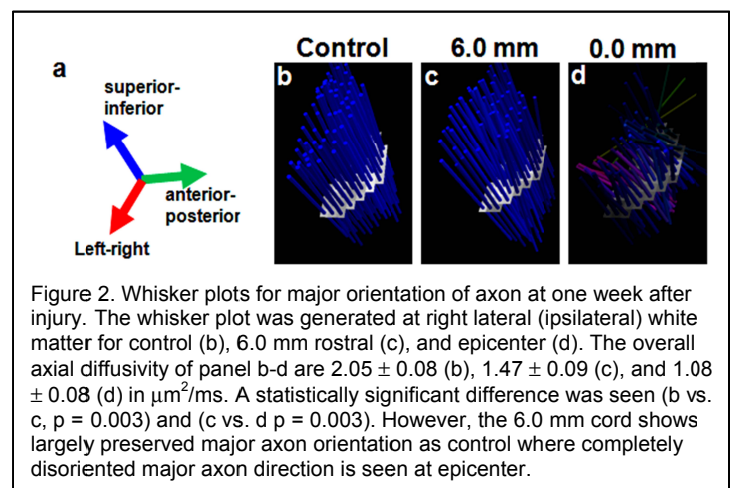 Control 6.0 mm 0.0 mm
a b c d
superior-
inferior
anterior-
posterior
Left-right
Figure 2. Whisker plots for major orientation of axon at one week after
injury. The whisker plot was generated at right lateral (ipsilateral) white
matter for control (b), 6.0 mm rostral (c), and epicenter (d). The overall
axial diffusivity of panel b-d are 2.05 ± 0.08 (b), 1.47 ± 0.09 (c), and 1.08
± 0.08 (d) in μm²/ms. A statistically significant difference was seen (b vs.
c, p = 0.003) and (c vs. d p = 0.003). However, the 6.0 mm cord shows
largely preserved major axon orientation as control where completely
disoriented major axon direction is seen at epicenter.